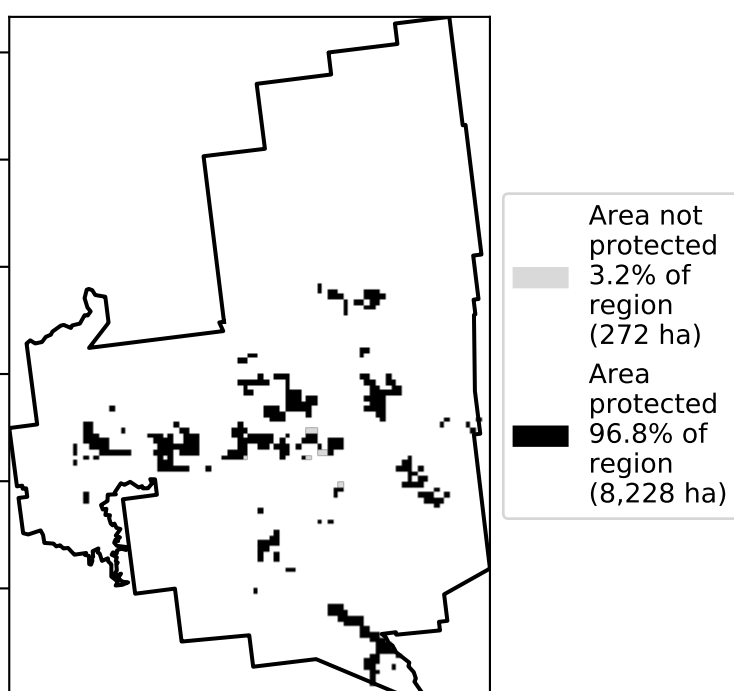 Area not
protected
3.2% of
region
(272 ha)
Area
protected
96.8% of
region
(8,228 ha)